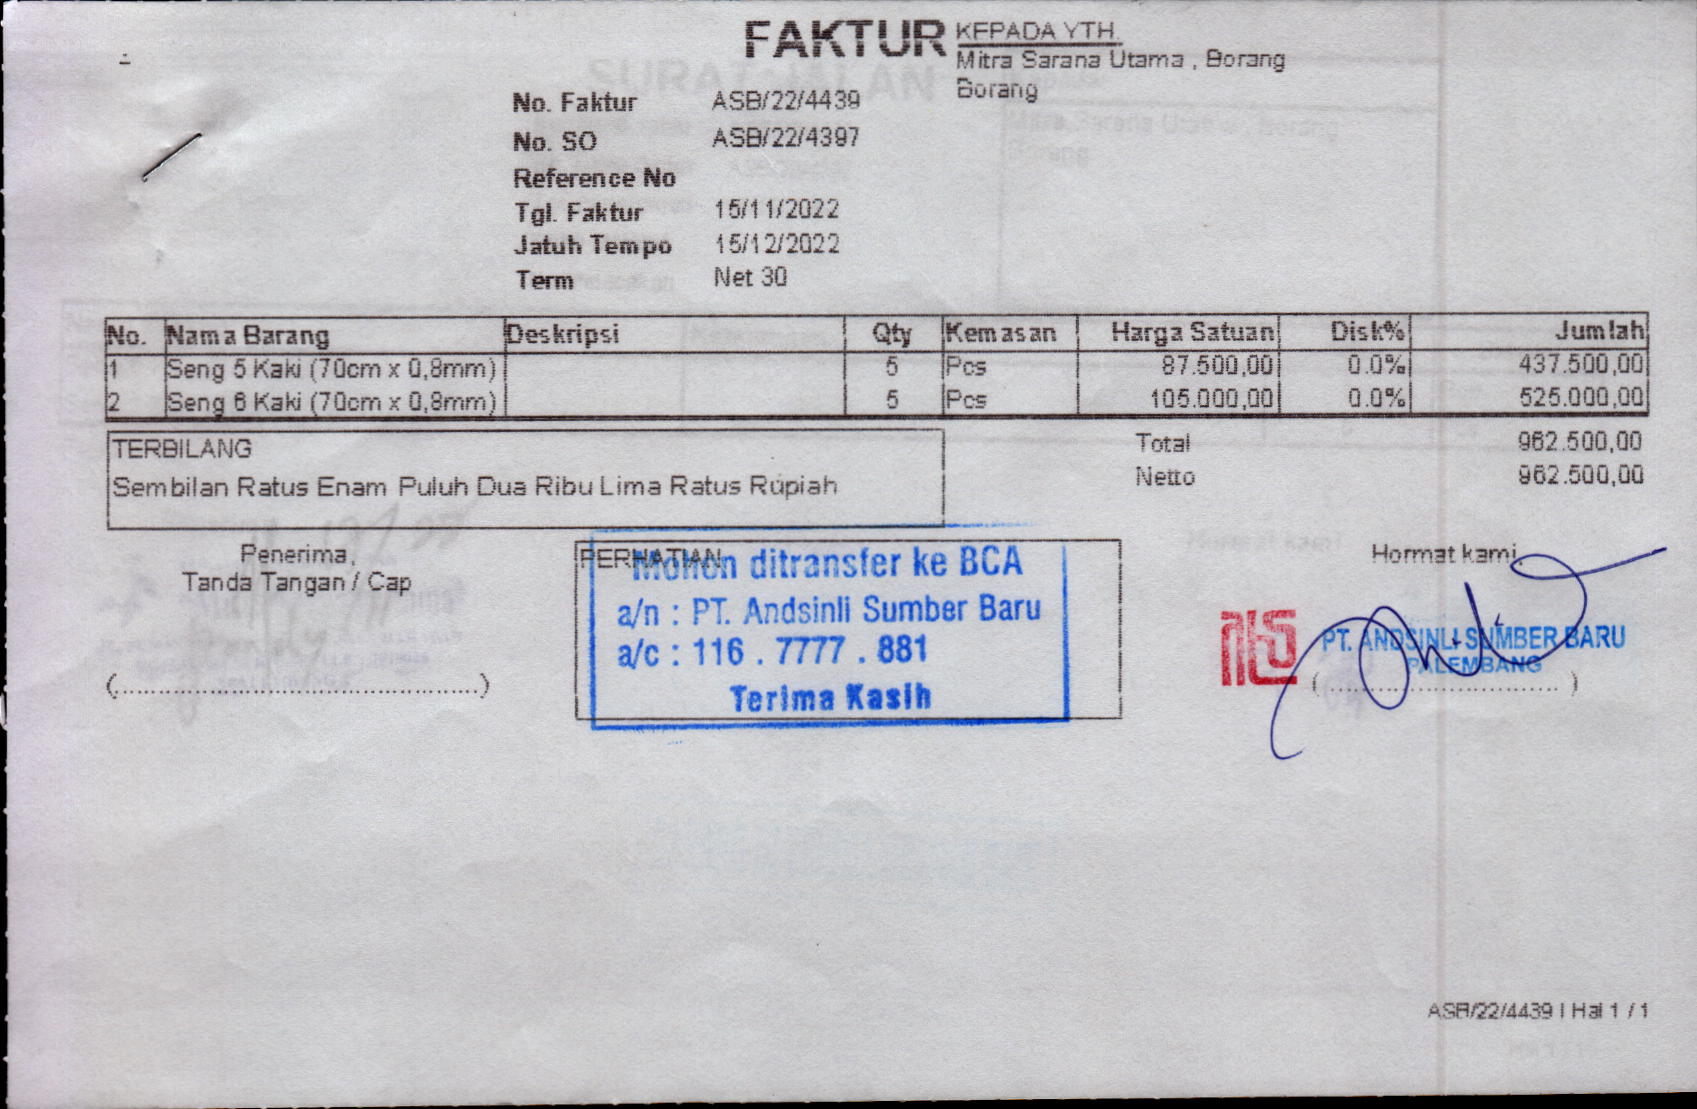 FAKTUR
KEPADA YTH.
Mitra Sarana Utama , Borang
Borang
No. Faktur ASB/22/4439
No. SO ASB/22/4397
Reference No
Tgl. Faktur 15/11/2022
Jatuh Tempo 15/12/2022
Term Net 30
No. Nama Barang Deskripsi Qty Kemasan Harga Satuan Disk% Jumlah
1 Seng 5 Kaki (70cm x 0,8mm) 5 Pcs 87.500,00 0.0% 437.500,00
2 Seng 6 Kaki (70cm x 0,8mm) 5 Pcs 105.000,00 0.0% 525.000,00
TERBILANG
Sembilan Ratus Enam Puluh Dua Ribu Lima Ratus Rupiah
Total 962.500,00
Netto 962.500,00
Penerima,
Tanda Tangan / Cap
(......................................................)
PERHATIAN
Mohon ditransfer ke BCA
a/n : PT. Andsinli Sumber Baru
a/c : 116 . 7777 . 881
Terima Kasih
Hormat kami
PT. ANDSINLI SUMBER BARU
PALEMBANG
(.................................. )
ASB/22/4439 | Hal 1 / 1